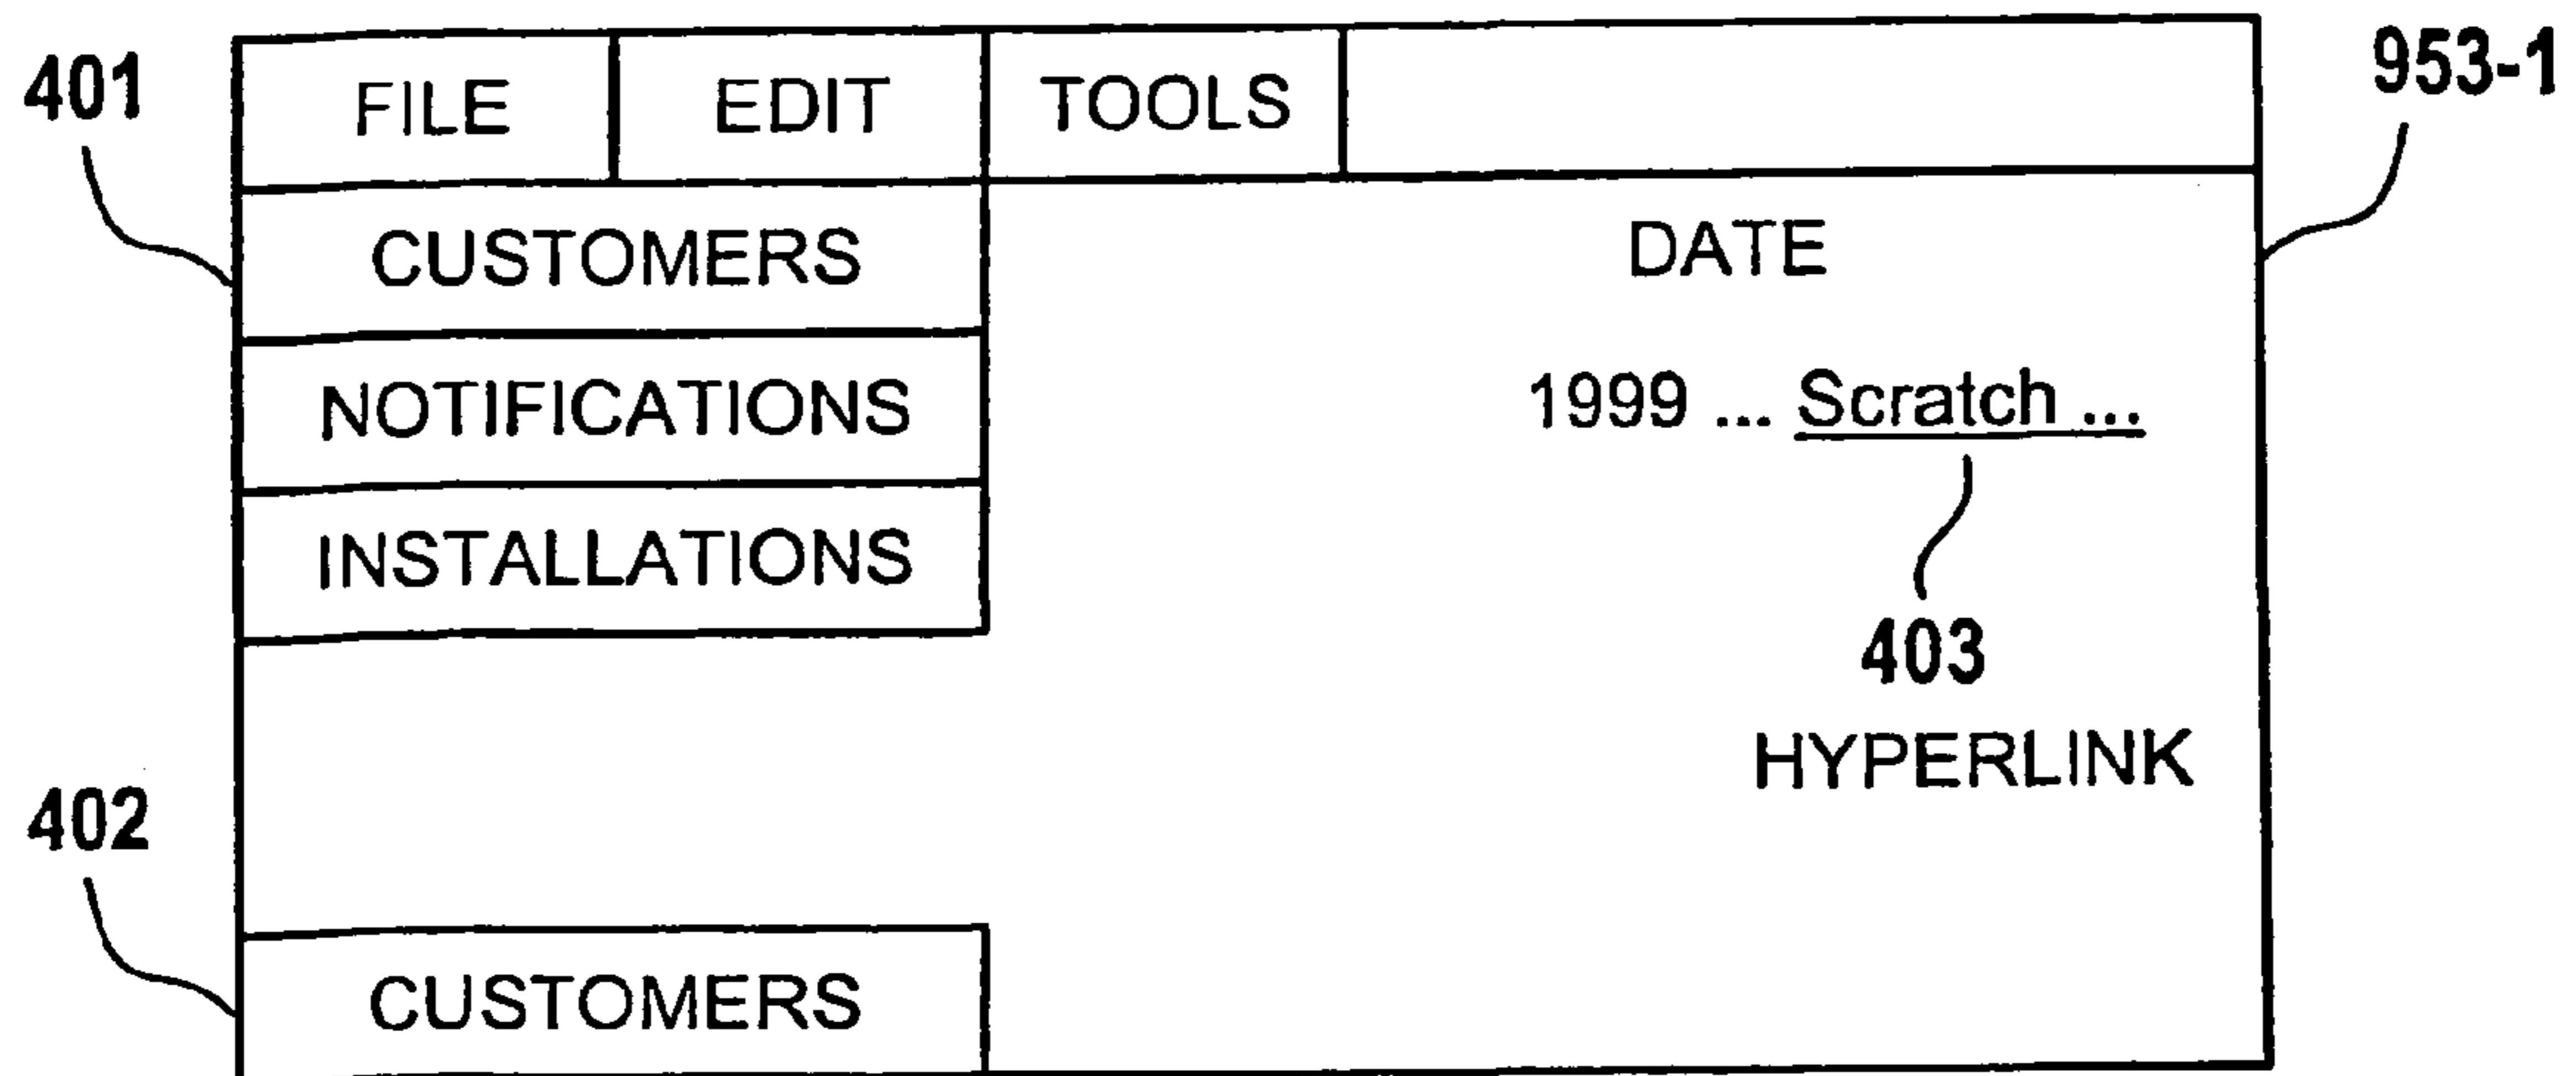 401 FILE EDIT TOOLS 953-1
CUSTOMERS DATE
NOTIFICATIONS 1999 ... Scratch ...
INSTALLATIONS
403
HYPERLINK
402
CUSTOMERS